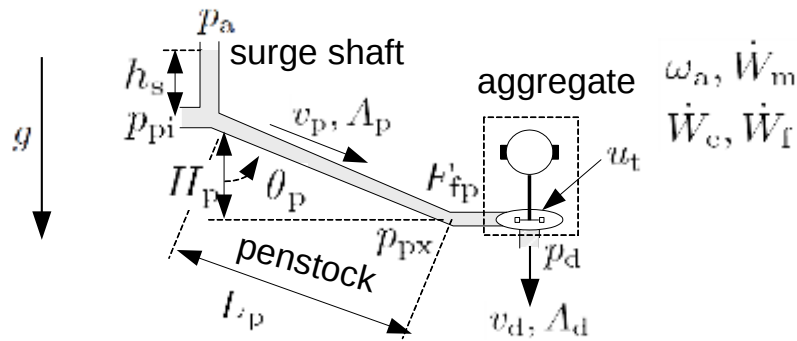 p_a
surge shaft
h_s
aggregate
ω_a, Ẇ_m
p_pi
v_p, A_p
Ẇ_e, Ẇ_f
g
u_t
H_p
θ_p
F_fp
p_px
p_d
penstock
L_p
v_d, A_d